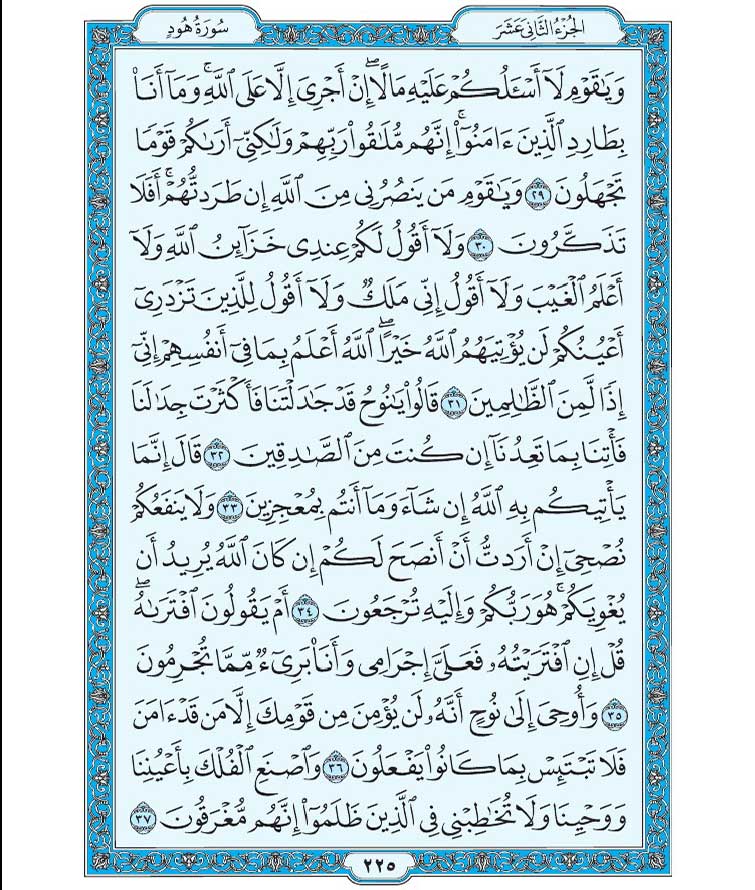 الجُزْءُ الثَّانِى عَشَرَ
سُورَةُ هُودٍ
وَيَٰقَوْمِ لَآ أَسْـَٔلُكُمْ عَلَيْهِ مَالًا ۖ إِنْ أَجْرِىَ إِلَّا عَلَى ٱللَّهِ ۚ وَمَآ أَنَا۠
بِطَارِدِ ٱلَّذِينَ ءَامَنُوٓا۟ ۚ إِنَّهُم مُّلَٰقُوا۟ رَبِّهِمْ وَلَٰكِنِّىٓ أَرَىٰكُمْ قَوْمًا
تَجْهَلُونَ ﴿٢٩﴾ وَيَٰقَوْمِ مَن يَنصُرُنِى مِنَ ٱللَّهِ إِن طَرَدتُّهُمْ ۚ أَفَلَا
تَذَكَّرُونَ ﴿٣٠﴾ وَلَآ أَقُولُ لَكُمْ عِندِى خَزَآئِنُ ٱللَّهِ وَلَآ
أَعْلَمُ ٱلْغَيْبَ وَلَآ أَقُولُ إِنِّى مَلَكٌ وَلَآ أَقُولُ لِلَّذِينَ تَزْدَرِىٓ
أَعْيُنُكُمْ لَن يُؤْتِيَهُمُ ٱللَّهُ خَيْرًا ۖ ٱللَّهُ أَعْلَمُ بِمَا فِىٓ أَنفُسِهِمْ ۖ إِنِّىٓ
إِذًا لَّمِنَ ٱلظَّٰلِمِينَ ﴿٣١﴾ قَالُوا۟ يَٰنُوحُ قَدْ جَٰدَلْتَنَا فَأَكْثَرْتَ جِدَٰلَنَا
فَأْتِنَا بِمَا تَعِدُنَآ إِن كُنتَ مِنَ ٱلصَّٰدِقِينَ ﴿٣٢﴾ قَالَ إِنَّمَا
يَأْتِيكُم بِهِ ٱللَّهُ إِن شَآءَ وَمَآ أَنتُم بِمُعْجِزِينَ ﴿٣٣﴾ وَلَا يَنفَعُكُمْ
نُصْحِىٓ إِنْ أَرَدتُّ أَنْ أَنصَحَ لَكُمْ إِن كَانَ ٱللَّهُ يُرِيدُ أَن
يُغْوِيَكُمْ ۚ هُوَ رَبُّكُمْ وَإِلَيْهِ تُرْجَعُونَ ﴿٣٤﴾ أَمْ يَقُولُونَ ٱفْتَرَىٰهُ ۖ
قُلْ إِنِ ٱفْتَرَيْتُهُۥ فَعَلَىَّ إِجْرَامِى وَأَنَا۠ بَرِىٓءٌ مِّمَّا تُجْرِمُونَ
﴿٣٥﴾ وَأُوحِىَ إِلَىٰ نُوحٍ أَنَّهُۥ لَن يُؤْمِنَ مِن قَوْمِكَ إِلَّا مَن قَدْ ءَامَنَ
فَلَا تَبْتَئِسْ بِمَا كَانُوا۟ يَفْعَلُونَ ﴿٣٦﴾ وَٱصْنَعِ ٱلْفُلْكَ بِأَعْيُنِنَا
وَوَحْيِنَا وَلَا تُخَٰطِبْنِى فِى ٱلَّذِينَ ظَلَمُوٓا۟ ۚ إِنَّهُم مُّغْرَقُونَ ﴿٣٧﴾
٢٢٥